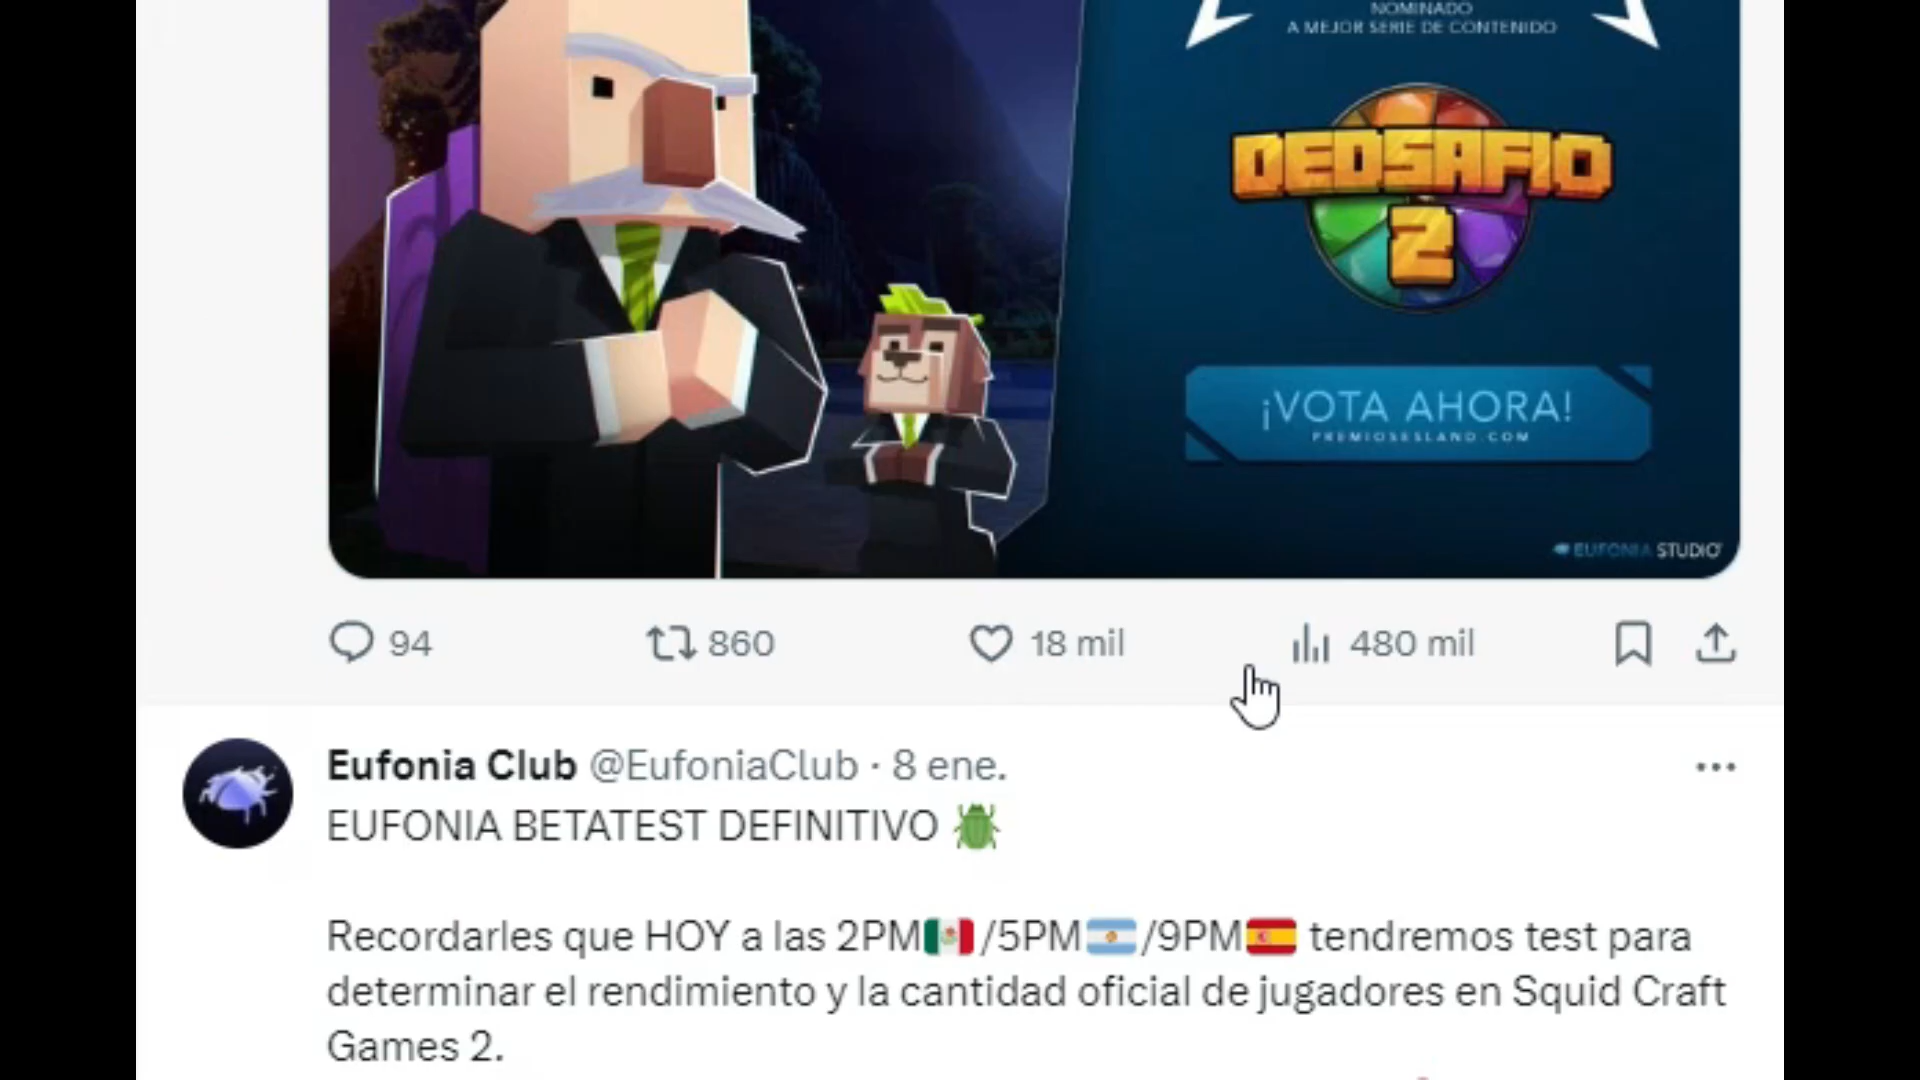 NOMINADO
A MEJOR SERIE DE CONTENIDO
DEDSAFIO
2
¡VOTA AHORA!
PREMIOSESLAND.COM
EUFONIA STUDIO
94 860 18 mil 480 mil
Eufonia Club @EufoniaClub · 8 ene.
EUFONIA BETATEST DEFINITIVO 🪲
Recordarles que HOY a las 2PM🇲🇽/5PM🇦🇷/9PM🇪🇸 tendremos test para
determinar el rendimiento y la cantidad oficial de jugadores en Squid Craft
Games 2.